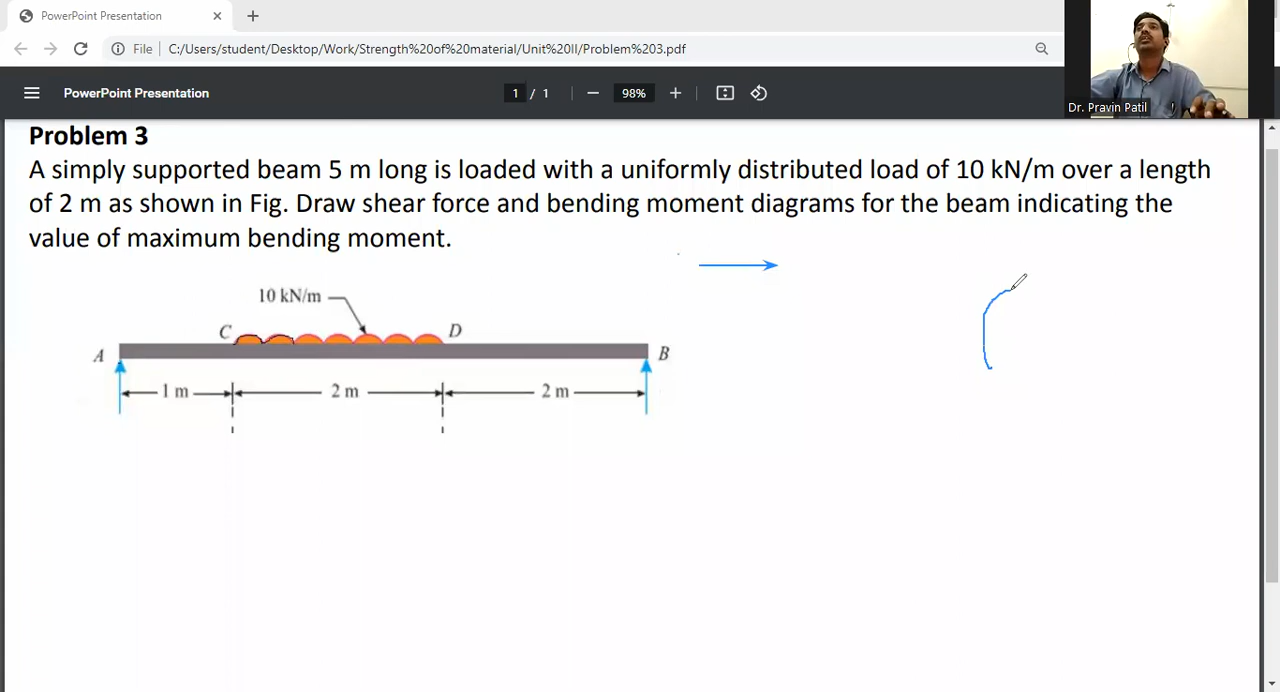 PowerPoint Presentation
File
C:/Users/student/Desktop/Work/Strength%20of%20material/Unit%20II/Problem%203.pdf
PowerPoint Presentation
1 / 1
98%
Dr. Pravin Patil
Problem 3
A simply supported beam 5 m long is loaded with a uniformly distributed load of 10 kN/m over a length
of 2 m as shown in Fig. Draw shear force and bending moment diagrams for the beam indicating the
value of maximum bending moment.
10 kN/m
C
D
A
B
1 m
2 m
2 m